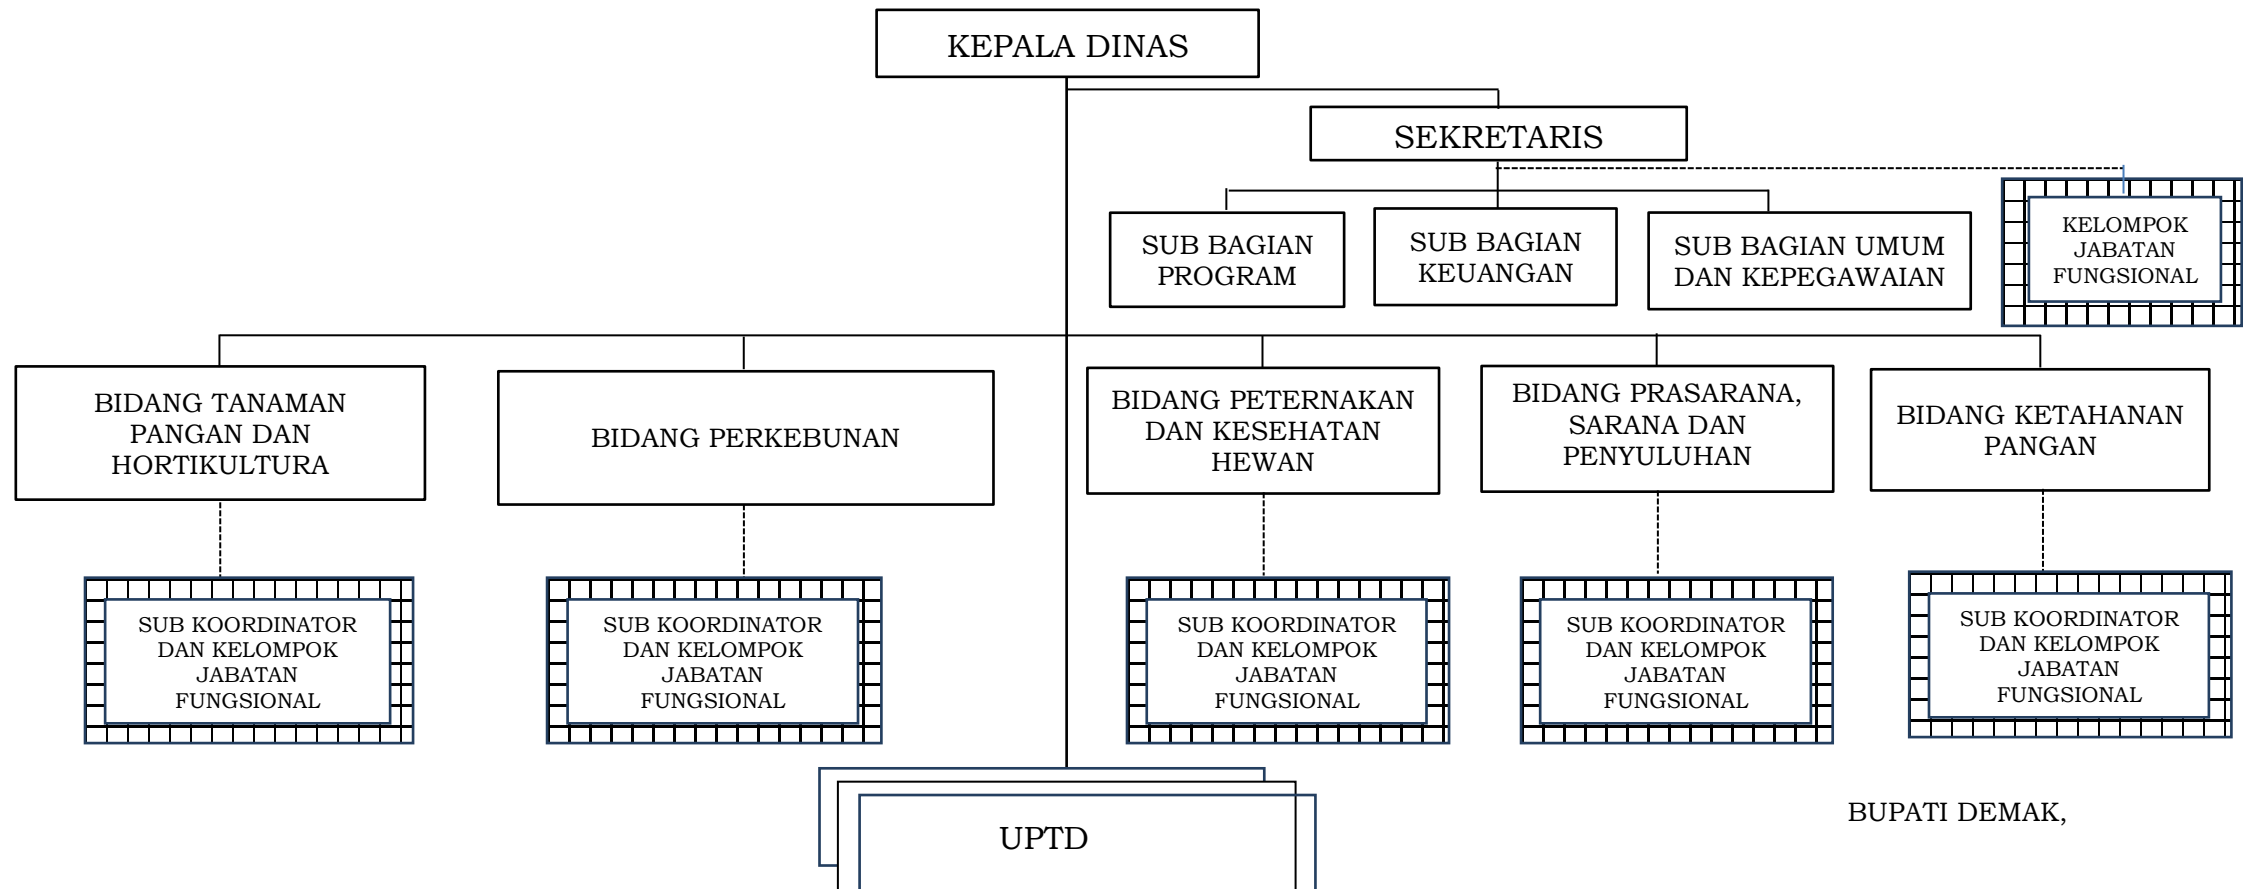 KEPALA DINAS
SEKRETARIS
SUB BAGIAN
PROGRAM
SUB BAGIAN
KEUANGAN
SUB BAGIAN UMUM
DAN KEPEGAWAIAN
KELOMPOK
JABATAN
FUNGSIONAL
BIDANG TANAMAN
PANGAN DAN
HORTIKULTURA
BIDANG PERKEBUNAN
BIDANG PETERNAKAN
DAN KESEHATAN
HEWAN
BIDANG PRASARANA,
SARANA DAN
PENYULUHAN
BIDANG KETAHANAN
PANGAN
SUB KOORDINATOR
DAN KELOMPOK
JABATAN
FUNGSIONAL
SUB KOORDINATOR
DAN KELOMPOK
JABATAN
FUNGSIONAL
SUB KOORDINATOR
DAN KELOMPOK
JABATAN
FUNGSIONAL
SUB KOORDINATOR
DAN KELOMPOK
JABATAN
FUNGSIONAL
SUB KOORDINATOR
DAN KELOMPOK
JABATAN
FUNGSIONAL
UPTD
BUPATI DEMAK,